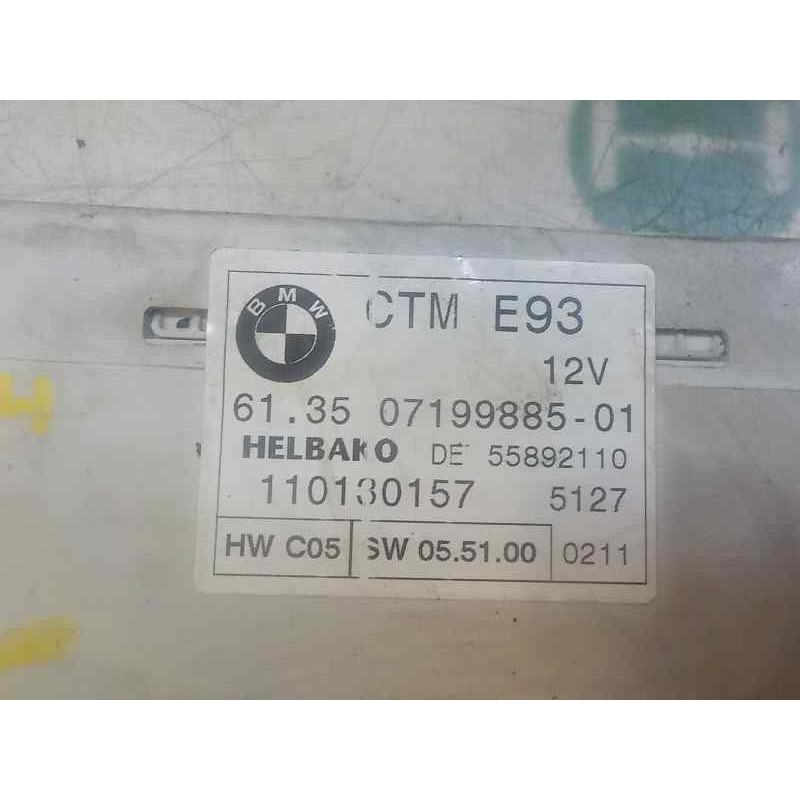 BMW
CTM E93
12V
61.35 07199885-01
HELBAKO DE 55892110
110130157 5127
HW C05 SW 05.51.00 0211